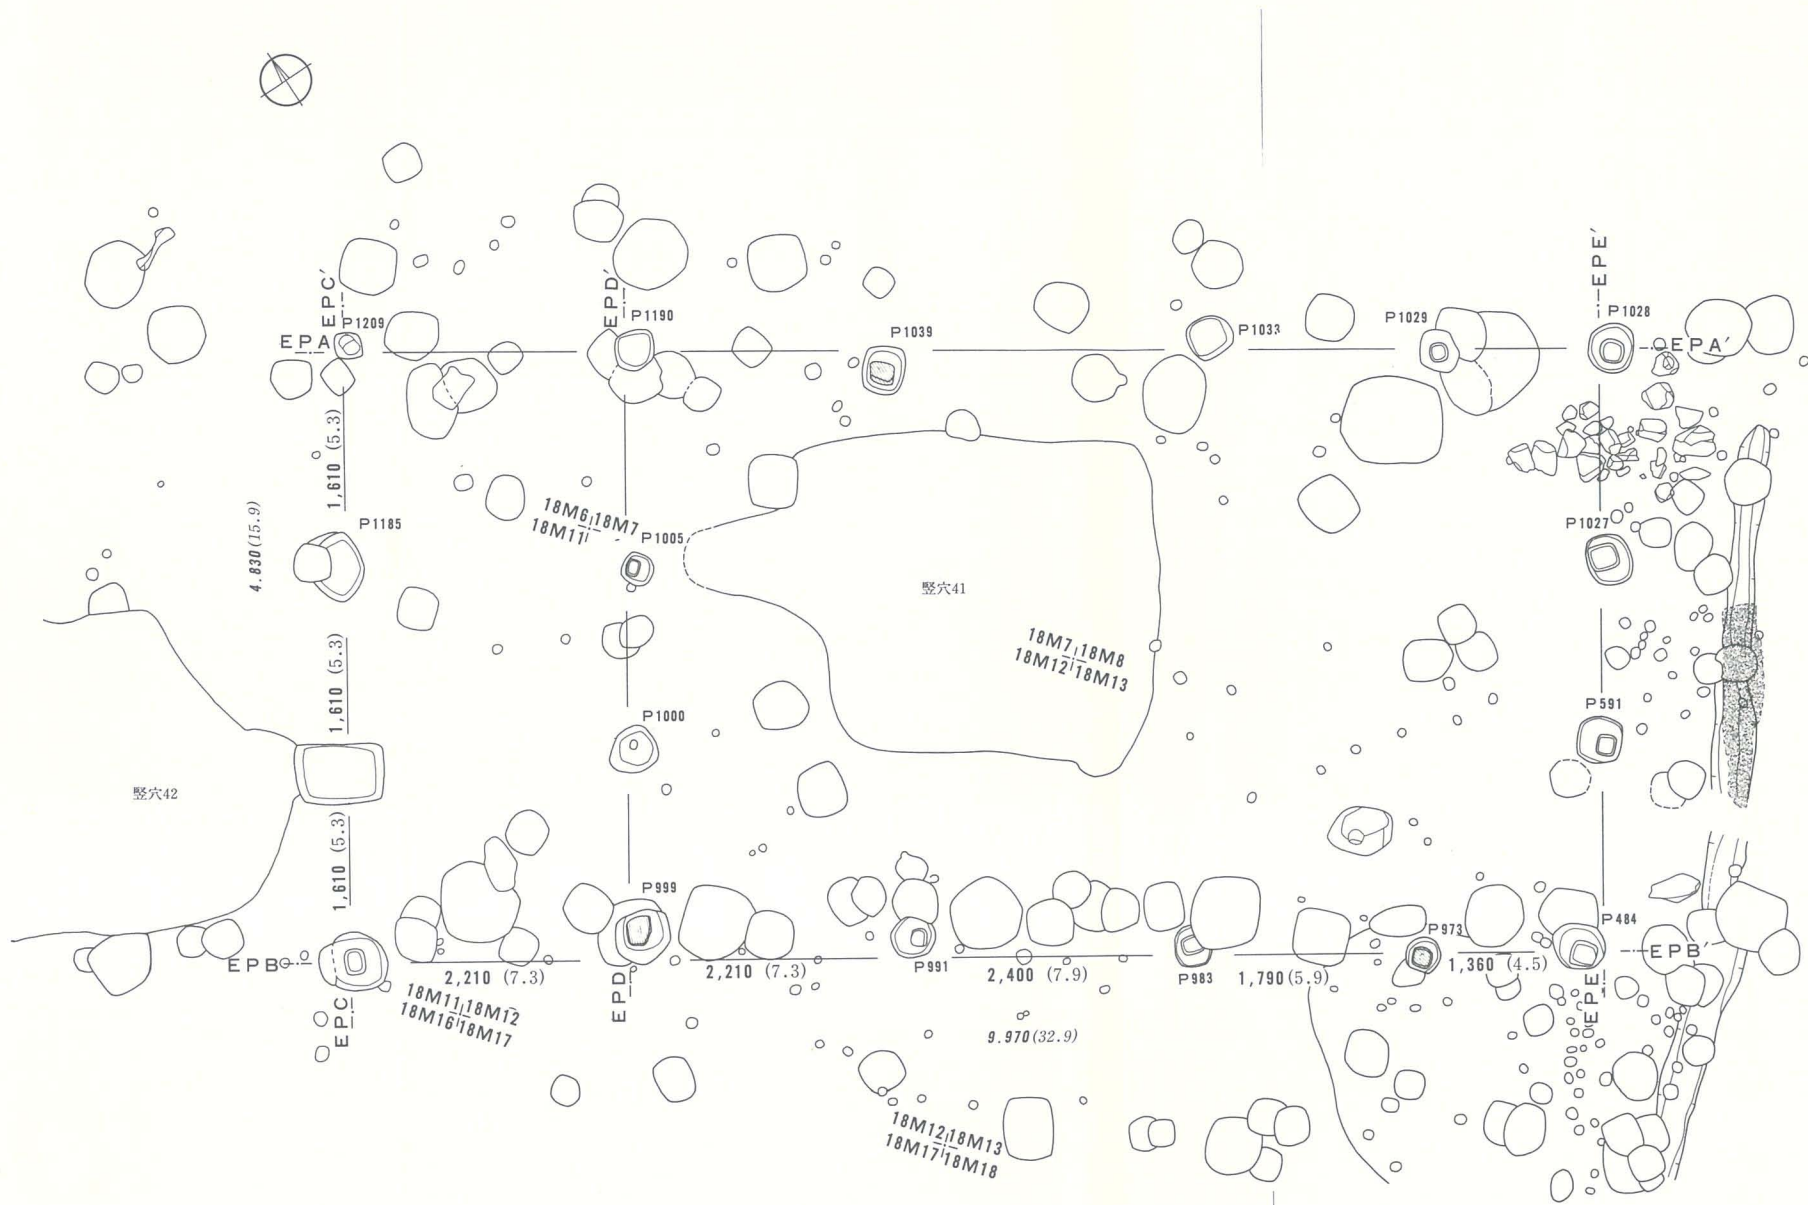 EPC′
EPD′
EPE′
P1209
P1190
P1039
P1033
P1029
P1028
EPA
EPA′
1,610 (5.3)
4.830(15.9)
P1185
18M6 18M7
18M11
P1005
P1027
竪穴41
18M7 18M8
18M12 18M13
1,610 (5.3)
P1000
P591
竪穴42
1,610 (5.3)
P999
P973
P484
EPB
EPB′
2,210 (7.3)
2,210 (7.3)
P991
2,400 (7.9)
P983
1,790(5.9)
1,360 (4.5)
EPC
EPD
EPE
18M11 18M12
18M16 18M17
9.970(32.9)
18M12 18M13
18M17 18M18